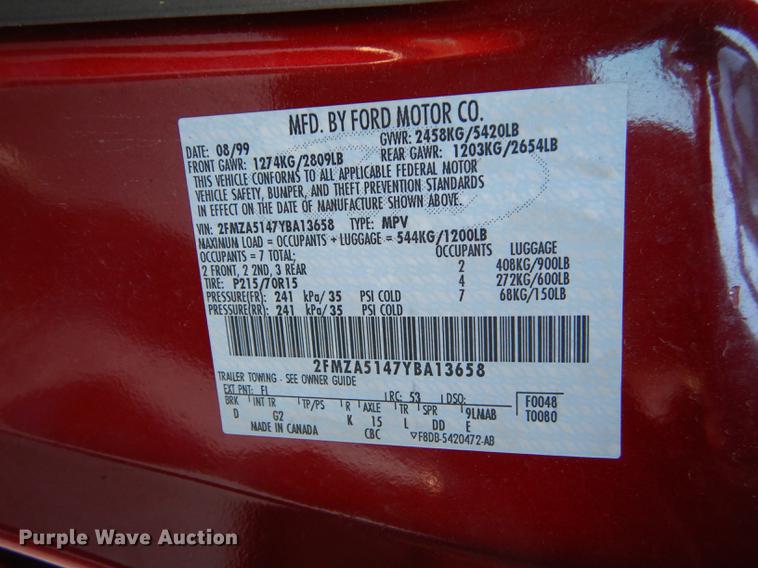 MFD. BY FORD MOTOR CO.
DATE: 08/99 GVWR: 2458KG/5420LB
FRONT GAWR: 1274KG/2809LB REAR GAWR: 1203KG/2654LB
THIS VEHICLE CONFORMS TO ALL APPLICABLE FEDERAL MOTOR
VEHICLE SAFETY, BUMPER, AND THEFT PREVENTION STANDARDS
IN EFFECT ON THE DATE OF MANUFACTURE SHOWN ABOVE.
VIN: 2FMZA5147YBA13658 TYPE: MPV
MAXIMUM LOAD = OCCUPANTS + LUGGAGE = 544KG/1200LB
OCCUPANTS = 7 TOTAL; OCCUPANTS LUGGAGE
2 FRONT, 2 2ND, 3 REAR 2 408KG/900LB
TIRE: P215/70R15 4 272KG/600LB
PRESSURE(FR): 241 kPa/ 35 PSI COLD 7 68KG/150LB
PRESSURE(RR): 241 kPa/ 35 PSI COLD
2FMZA5147YBA13658
TRAILER TOWING - SEE OWNER GUIDE
EXT PNT: FI RC: 53 DSO: F0048
BRK INT TR TP/PS R AXLE TR SPR 9LMAB T0080
D G2 K 15 L DD E
MADE IN CANADA CBC F8DB-5420472-AB
Purple Wave Auction